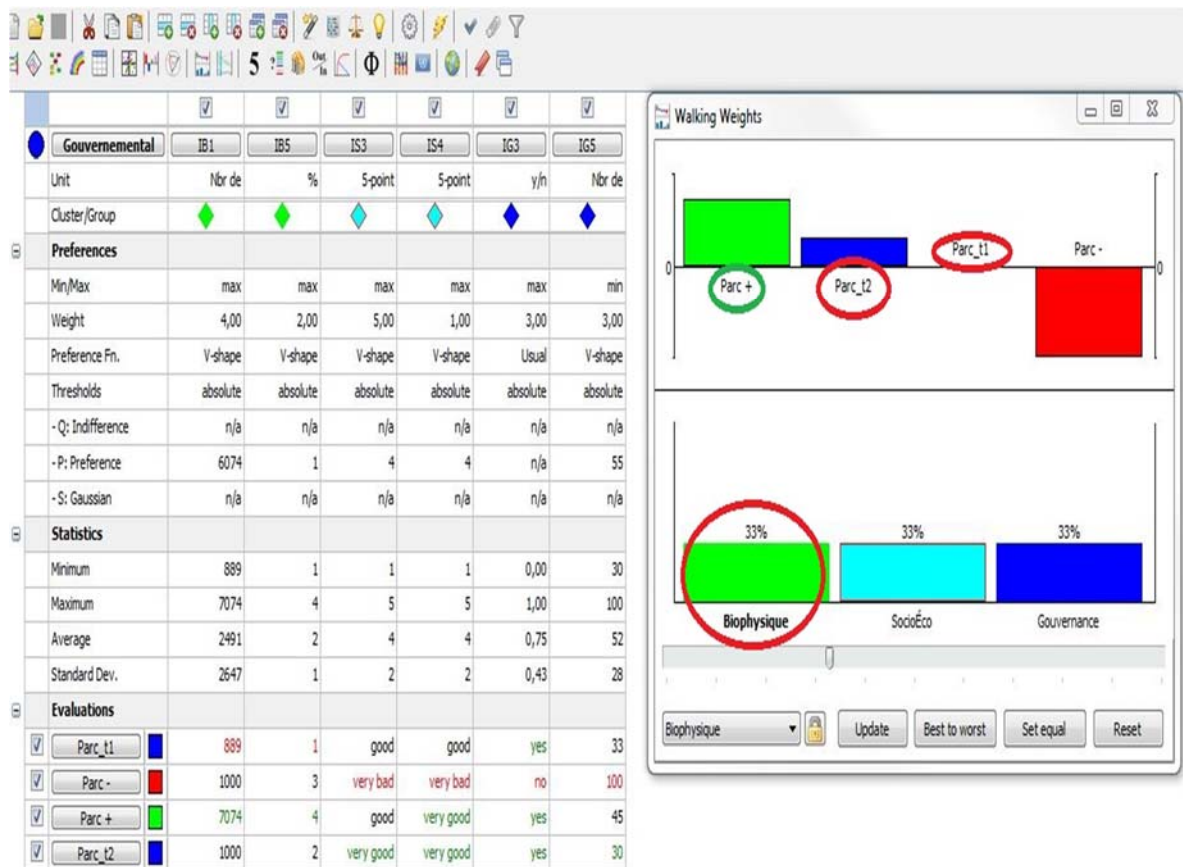 5 Out In Φ
Gouvernemental IB1 IB5 IS3 IS4 IG3 IG5
Unit Nbr de % 5-point 5-point y/n Nbr de
Cluster/Group
Preferences
Min/Max max max max max max min
Weight 4,00 2,00 5,00 1,00 3,00 3,00
Preference Fn. V-shape V-shape V-shape V-shape Usual V-shape
Thresholds absolute absolute absolute absolute absolute absolute
- Q: Indifference n/a n/a n/a n/a n/a n/a
- P: Preference 6074 1 4 4 n/a 55
- S: Gaussian n/a n/a n/a n/a n/a n/a
Statistics
Minimum 889 1 1 1 0,00 30
Maximum 7074 4 5 5 1,00 100
Average 2491 2 4 4 0,75 52
Standard Dev. 2647 1 2 2 0,43 28
Evaluations
Parc_t1 889 1 good good yes 33
Parc - 1000 3 very bad very bad no 100
Parc + 7074 4 good very good yes 45
Parc_t2 1000 2 very good very good yes 30
Walking Weights
Parc_t1 Parc -
0 0
Parc + Parc_t2
33% 33% 33%
Biophysique SocioÉco Gouvernance
Biophysique Update Best to worst Set equal Reset